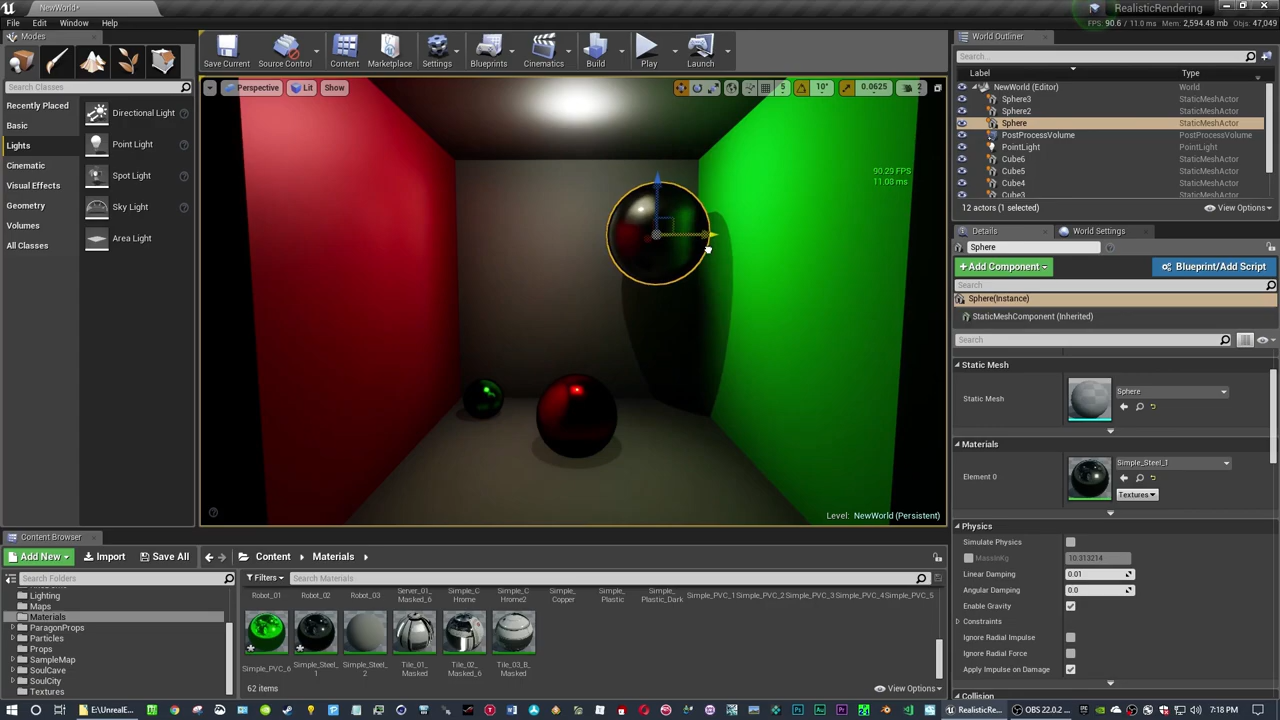 NewWorld*
RealisticRendering
File Edit Window Help
FPS: 90.6 / 11.0 ms Mem: 2,594.48 mb Objs: 47,049
Modes
Save Current
Source Control
Content
Marketplace
Settings
Blueprints
Cinematics
Build
Play
Launch
Search Classes
Recently Placed
Basic
Lights
Cinematic
Visual Effects
Geometry
Volumes
All Classes
Directional Light
Point Light
Spot Light
Sky Light
Area Light
Perspective Lit Show
5 10° 0.0625 2
90.29 FPS
11.08 ms
Level: NewWorld (Persistent)
World Outliner
Search...
Label Type
NewWorld (Editor) World
Sphere3 StaticMeshActor
Sphere2 StaticMeshActor
Sphere StaticMeshActor
PostProcessVolume PostProcessVolume
PointLight PointLight
Cube6 StaticMeshActor
Cube5 StaticMeshActor
Cube4 StaticMeshActor
Cube3 StaticMeshActor
12 actors (1 selected) View Options
Details World Settings
Sphere
+Add Component Blueprint/Add Script
Search
Sphere(Instance)
StaticMeshComponent (Inherited)
Search
Static Mesh
Static Mesh Sphere
Materials
Element 0 Simple_Steel_1
Textures
Physics
Simulate Physics
MassInKg 10.313214
Linear Damping 0.01
Angular Damping 0.0
Enable Gravity
Constraints
Ignore Radial Impulse
Ignore Radial Force
Apply Impulse on Damage
Collision
Content Browser
Add New Import Save All Content Materials
Search Folders
Filters Search Materials
Lighting
Maps
Materials
ParagonProps
Particles
Props
SampleMap
SoulCave
SoulCity
Textures
Robot_01
Robot_02
Robot_03
Server_01_Masked_6
Simple_Chrome
Simple_Chrome2
Simple_Copper
Simple_Plastic
Simple_Plastic_Dark
Simple_PVC_1
Simple_PVC_2
Simple_PVC_3
Simple_PVC_4
Simple_PVC_5
Simple_PVC_6
Simple_Steel_1
Simple_Steel_2
Tile_01_Masked
Tile_02_Masked_6
Tile_03_B_Masked
62 items View Options
E:\UnrealE...
RealisticRe...
OBS 22.0.2 ...
7:18 PM